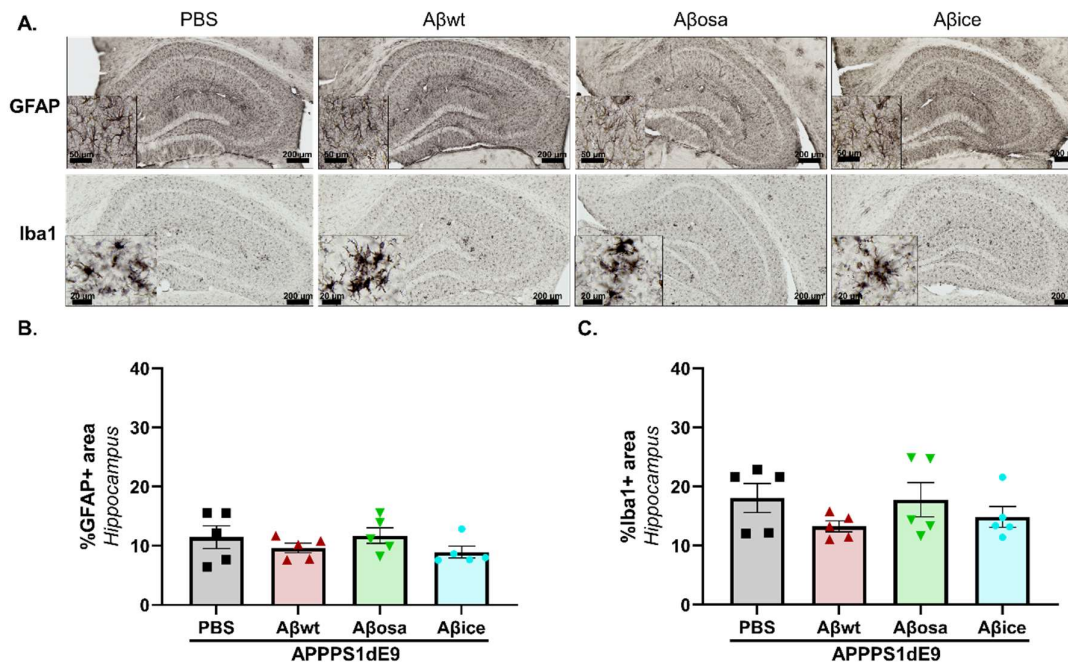 A. PBS Aβwt Aβosa Aβice
GFAP
50 μm 200 μm 50 μm 200 μm 50 μm 200 μm 50 μm 200 μm
Iba1
20 μm 200 μm 20 μm 200 μm 20 μm 200 μm 20 μm 200 μm
B.
%GFAP+ area
Hippocampus
40
30
20
10
0
PBS Aβwt Aβosa Aβice
APPPS1dE9
C.
%Iba1+ area
Hippocampus
40
30
20
10
0
PBS Aβwt Aβosa Aβice
APPPS1dE9